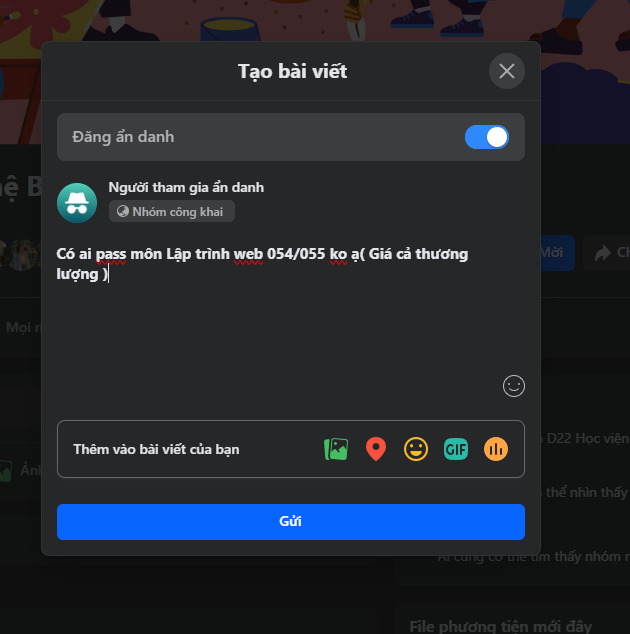 Tạo bài viết
Đăng ẩn danh
Người tham gia ẩn danh
Nhóm công khai
Có ai pass môn Lập trình web 054/055 ko ạ( Giá cả thương
lượng )
Thêm vào bài viết của bạn
GIF
Gửi
ệ B
Mời
Ch
Mọi n
Ản
D22 Học viện
thể nhìn thấy
Ai cũng có thể tìm thấy nhóm n
File phương tiện mới đây